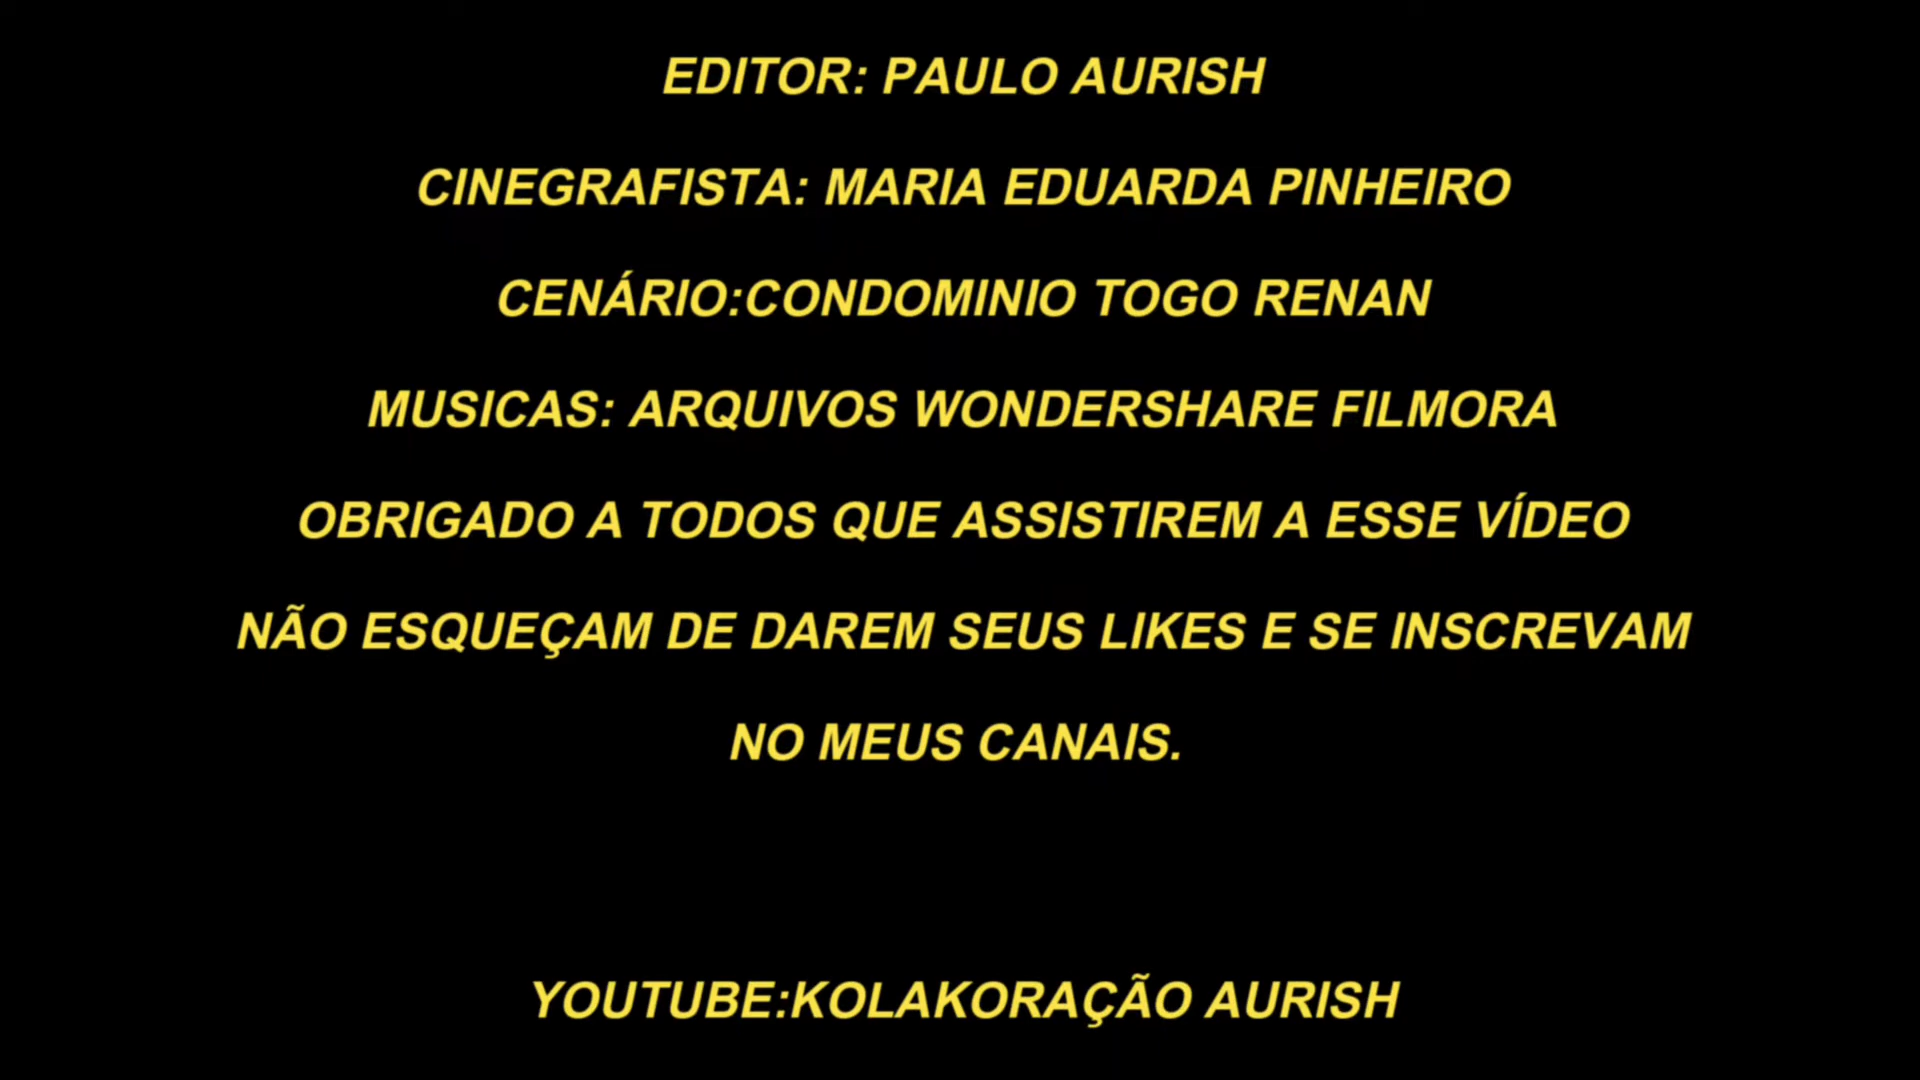 EDITOR: PAULO AURISH
CINEGRAFISTA: MARIA EDUARDA PINHEIRO
CENÁRIO:CONDOMINIO TOGO RENAN
MUSICAS: ARQUIVOS WONDERSHARE FILMORA
OBRIGADO A TODOS QUE ASSISTIREM A ESSE VÍDEO
NÃO ESQUEÇAM DE DAREM SEUS LIKES E SE INSCREVAM
NO MEUS CANAIS.
YOUTUBE:KOLAKORAÇÃO AURISH